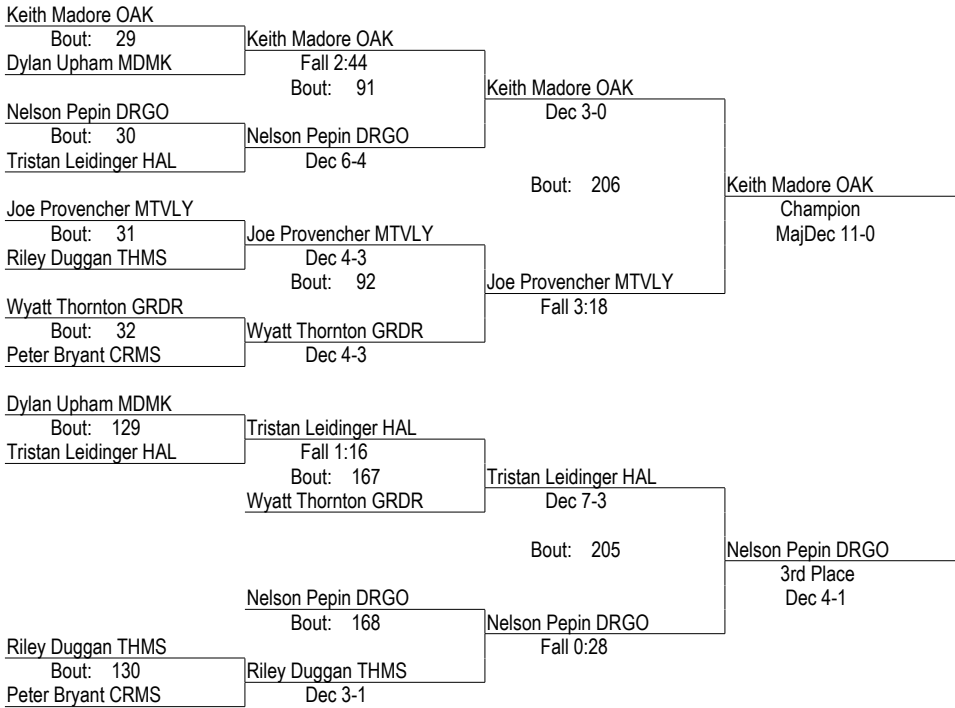 Keith Madore OAK
Bout: 29
Keith Madore OAK
Dylan Upham MDMK
Fall 2:44
Bout: 91
Keith Madore OAK
Nelson Pepin DRGO
Dec 3-0
Bout: 30
Nelson Pepin DRGO
Tristan Leidinger HAL
Dec 6-4
Bout: 206
Keith Madore OAK
Joe Provencher MTVLY
Champion
Bout: 31
Joe Provencher MTVLY
MajDec 11-0
Riley Duggan THMS
Dec 4-3
Bout: 92
Joe Provencher MTVLY
Wyatt Thornton GRDR
Fall 3:18
Bout: 32
Wyatt Thornton GRDR
Peter Bryant CRMS
Dec 4-3
Dylan Upham MDMK
Bout: 129
Tristan Leidinger HAL
Tristan Leidinger HAL
Fall 1:16
Bout: 167
Tristan Leidinger HAL
Wyatt Thornton GRDR
Dec 7-3
Bout: 205
Nelson Pepin DRGO
3rd Place
Nelson Pepin DRGO
Dec 4-1
Bout: 168
Nelson Pepin DRGO
Riley Duggan THMS
Fall 0:28
Bout: 130
Riley Duggan THMS
Peter Bryant CRMS
Dec 3-1